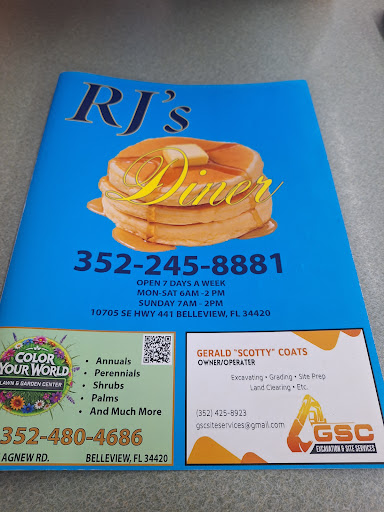 RJ's
Diner
352-245-8881
OPEN 7 DAYS A WEEK
MON-SAT 6AM -2 PM
SUNDAY 7AM - 2PM
10705 SE HWY 441 BELLEVIEW, FL 34420
COLOR
YOUR WORLD
LAWN & GARDEN CENTER
• Annuals
• Perennials
• Shrubs
• Palms
• And Much More
352-480-4686
AGNEW RD. BELLEVIEW, FL 34420
GERALD "SCOTTY" COATS
OWNER/OPERATER
Excavating • Grading • Site Prep
Land Clearing • Etc.
(352) 425-8923
gscsiteservices@gmail.com
GSC
EXCAVATION & SITE SERVICES